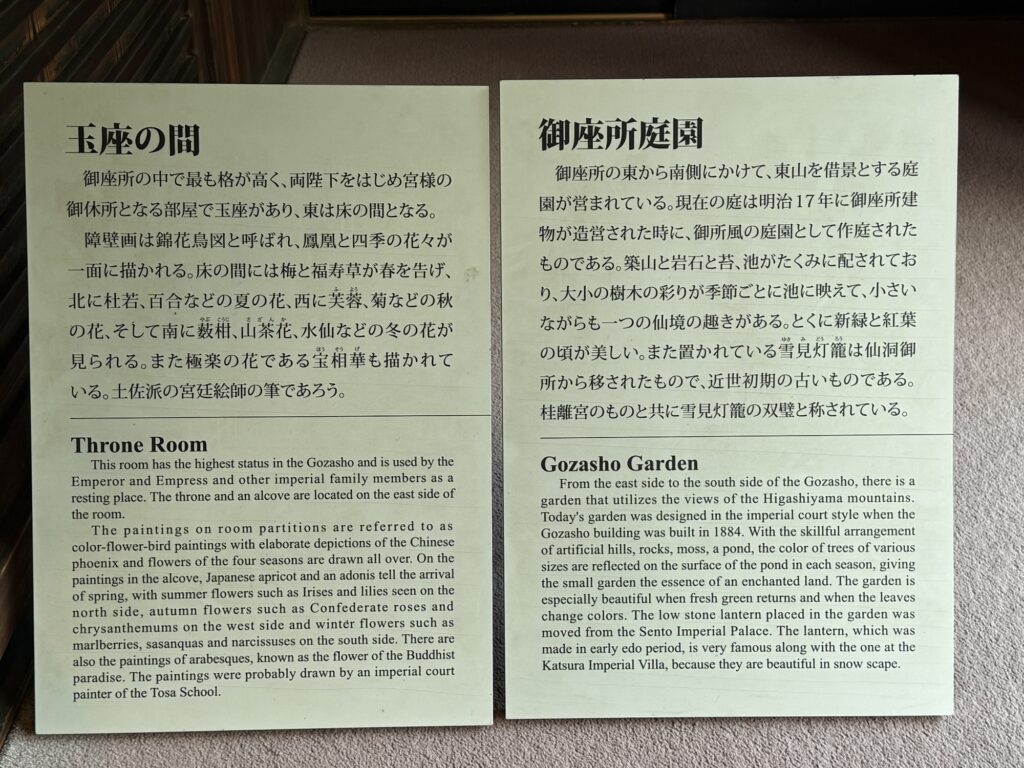 玉座の間
御座所の中で最も格が高く、両陛下をはじめ宮様の
御休所となる部屋で玉座があり、東は床の間となる。
障壁画は錦花鳥図と呼ばれ、鳳凰と四季の花々が
一面に描かれる。床の間には梅と福寿草が春を告げ、
北に杜若、百合などの夏の花、西に芙蓉、菊などの秋
の花、そして南に薮柑、山茶花、水仙などの冬の花が
見られる。また極楽の花である宝相華も描かれて
いる。土佐派の宮廷絵師の筆であろう。
Throne Room
This room has the highest status in the Gozasho and is used by the
Emperor and Empress and other imperial family members as a
resting place. The throne and an alcove are located on the east side of
the room.
The paintings on room partitions are referred to as
color-flower-bird paintings with elaborate depictions of the Chinese
phoenix and flowers of the four seasons are drawn all over. On the
paintings in the alcove, Japanese apricot and an adonis tell the arrival
of spring, with summer flowers such as Irises and lilies seen on the
north side, autumn flowers such as Confederate roses and
chrysanthemums on the west side and winter flowers such as
marlberries, sasanquas and narcissuses on the south side. There are
also the paintings of arabesques, known as the flower of the Buddhist
paradise. The paintings were probably drawn by an imperial court
painter of the Tosa School.
御座所庭園
御座所の東から南側にかけて、東山を借景とする庭
園が営まれている。現在の庭は明治17年に御座所建
物が造営された時に、御所風の庭園として作庭された
ものである。築山と岩石と苔、池がたくみに配されてお
り、大小の樹木の彩りが季節ごとに池に映えて、小さい
ながらも一つの仙境の趣きがある。とくに新緑と紅葉
の頃が美しい。また置かれている雪見灯籠は仙洞御
所から移されたもので、近世初期の古いものである。
桂離宮のものと共に雪見灯籠の双璧と称されている。
Gozasho Garden
From the east side to the south side of the Gozasho, there is a
garden that utilizes the views of the Higashiyama mountains.
Today's garden was designed in the imperial court style when the
Gozasho building was built in 1884. With the skillful arrangement
of artificial hills, rocks, moss, a pond, the color of trees of various
sizes are reflected on the surface of the pond in each season, giving
the small garden the essence of an enchanted land. The garden is
especially beautiful when fresh green returns and when the leaves
change colors. The low stone lantern placed in the garden was
moved from the Sento Imperial Palace. The lantern, which was
made in early edo period, is very famous along with the one at the
Katsura Imperial Villa, because they are beautiful in snow scape.